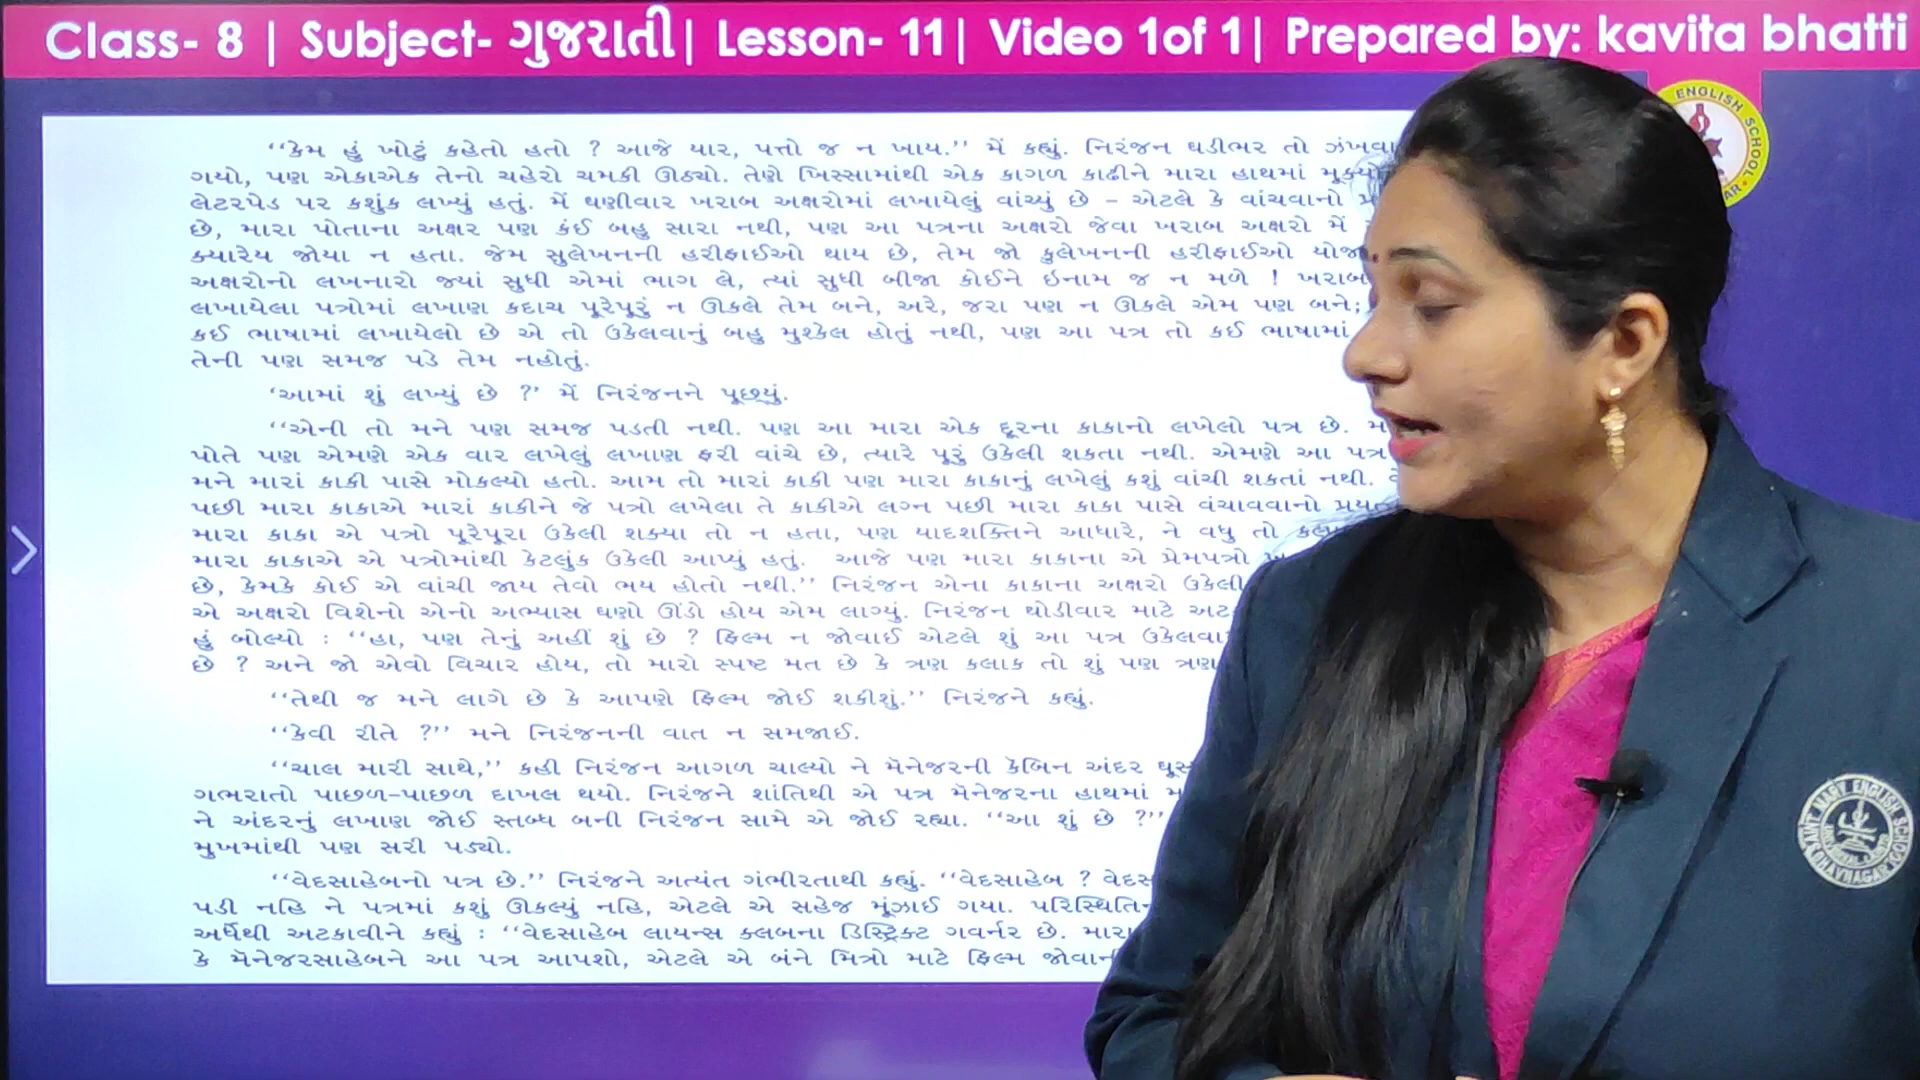 Class- 8 | Subject- ગુજરાતી| Lesson- 11| Video 1of 1| Prepared by: kavita bhatti
‘‘કેમ હું ખોટું કહેતો હતો ? આજે યાર, પત્તો જ ન ખાય.’’ મેં કહ્યું. નિરંજન ઘડીભર તો ઝંખવા
ગયો, પણ એકાએક તેનો ચહેરો ચમકી ઊઠ્યો. તેણે ખિસ્સામાંથી એક કાગળ કાઢીને મારા હાથમાં મૂક્યો
લેટરપેડ પર કશુંક લખ્યું હતું. મેં ઘણીવાર ખરાબ અક્ષરોમાં લખાયેલું વાંચ્યું છે – એટલે કે વાંચવાનો
છે, મારા પોતાના અક્ષર પણ કંઈ બહુ સારા નથી, પણ આ પત્રના અક્ષરો જેવા ખરાબ અક્ષરો મેં
ક્યારેય જોયા ન હતા. જેમ સુલેખનની હરીફાઈઓ થાય છે, તેમ જો કુલેખનની હરીફાઈઓ યોજા
અક્ષરોનો લખનારો જ્યાં સુધી એમાં ભાગ લે, ત્યાં સુધી બીજા કોઈને ઇનામ જ ન મળે ! ખરાબ
લખાયેલા પત્રોમાં લખાણ કદાચ પૂરેપૂરું ન ઊકલે તેમ બને, અરે, જરા પણ ન ઊકલે એમ પણ બને;
કઈ ભાષામાં લખાયેલો છે એ તો ઉકેલવાનું બહુ મુશ્કેલ હોતું નથી, પણ આ પત્ર તો કઈ ભાષામાં
તેની પણ સમજ પડે તેમ નહોતું.
‘આમાં શું લખ્યું છે ?’ મેં નિરંજનને પૂછ્યું.
‘‘એની તો મને પણ સમજ પડતી નથી. પણ આ મારા એક દૂરના કાકાનો લખેલો પત્ર છે.
પોતે પણ એમણે એક વાર લખેલું લખાણ ફરી વાંચે છે, ત્યારે પૂરું ઉકેલી શકતા નથી. એમણે આ પત્ર
મને મારાં કાકી પાસે મોકલ્યો હતો. આમ તો મારાં કાકી પણ મારા કાકાનું લખેલું કશું વાંચી શકતાં નથી.
પછી મારા કાકાએ મારાં કાકીને જે પત્રો લખેલા તે કાકીએ લગ્ન પછી મારા કાકા પાસે વંચાવવાનો
મારા કાકા એ પત્રો પૂરેપૂરા ઉકેલી શક્યા તો ન હતા, પણ યાદશક્તિને આધારે, ને વધુ તો
મારા કાકાએ એ પત્રોમાંથી કેટલુંક ઉકેલી આપ્યું હતું. આજે પણ મારા કાકાના એ પ્રેમપત્રો
છે, કેમકે કોઈ એ વાંચી જાય તેવો ભય હોતો નથી.’’ નિરંજન એના કાકાના અક્ષરો ઉકેલી
એ અક્ષરો વિશેનો એનો અભ્યાસ ઘણો ઊંડો હોય એમ લાગ્યું. નિરંજન થોડીવાર માટે
હું બોલ્યો : ‘‘હા, પણ તેનું અહીં શું છે ? ફિલ્મ ન જોવાઈ એટલે શું આ પત્ર ઉકેલવા
છે ? અને જો એવો વિચાર હોય, તો મારો સ્પષ્ટ મત છે કે ત્રણ કલાક તો શું પણ ત્રણ
‘‘તેથી જ મને લાગે છે કે આપણે ફિલ્મ જોઈ શકીશું.’’ નિરંજને કહ્યું.
‘‘કેવી રીતે ?’’ મને નિરંજનની વાત ન સમજાઈ.
‘‘ચાલ મારી સાથે,’’ કહી નિરંજન આગળ ચાલ્યો ને મૅનેજરની કૅબિન અંદર
ગભરાતો પાછળ-પાછળ દાખલ થયો. નિરંજને શાંતિથી એ પત્ર મૅનેજરના હાથમાં
ને અંદરનું લખાણ જોઈ સ્તબ્ધ બની નિરંજન સામે એ જોઈ રહ્યા. ‘‘આ શું છે ?’’
મુખમાંથી પણ સરી પડ્યો.
‘‘વેદસાહેબનો પત્ર છે.’’ નિરંજને અત્યંત ગંભીરતાથી કહ્યું. ‘‘વેદસાહેબ ?
પડી નહિ ને પત્રમાં કશું ઊકલ્યું નહિ, એટલે એ સહેજ મૂંઝાઈ ગયા.
અર્ધેથી અટકાવીને કહ્યું : ‘‘વેદસાહેબ લાયન્સ ક્લબના ડિસ્ટ્રિક્ટ ગવર્નર છે. મારા
કે મૅનેજરસાહેબને આ પત્ર આપશો, એટલે એ બંને મિત્રો માટે ફિલ્મ
ENGLISH SCHOOL
SAINT MARY ENGLISH SCHOOL
BHAVNAGAR